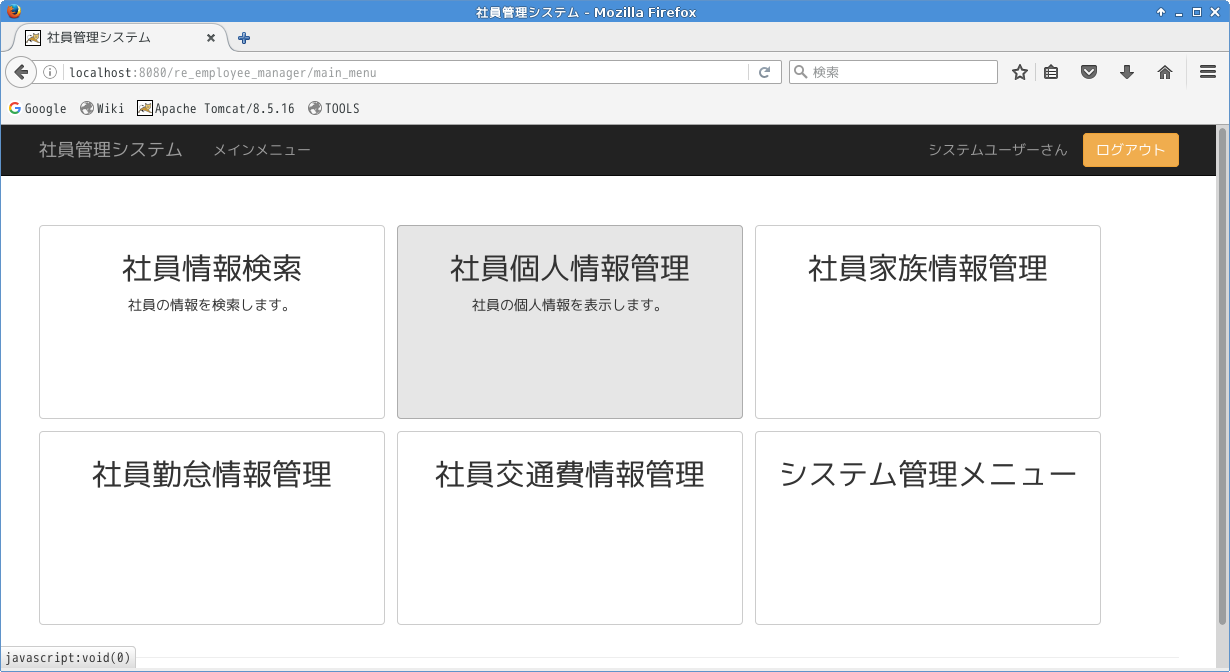 社員管理システム - Mozilla Firefox
社員管理システム
localhost:8080/re_employee_manager/main_menu
検索
Google Wiki Apache Tomcat/8.5.16 TOOLS
社員管理システム メインメニュー システムユーザーさん ログアウト
社員情報検索 社員個人情報管理 社員家族情報管理
社員の情報を検索します。 社員の個人情報を表示します。
社員勤怠情報管理 社員交通費情報管理 システム管理メニュー
javascript:void(0)